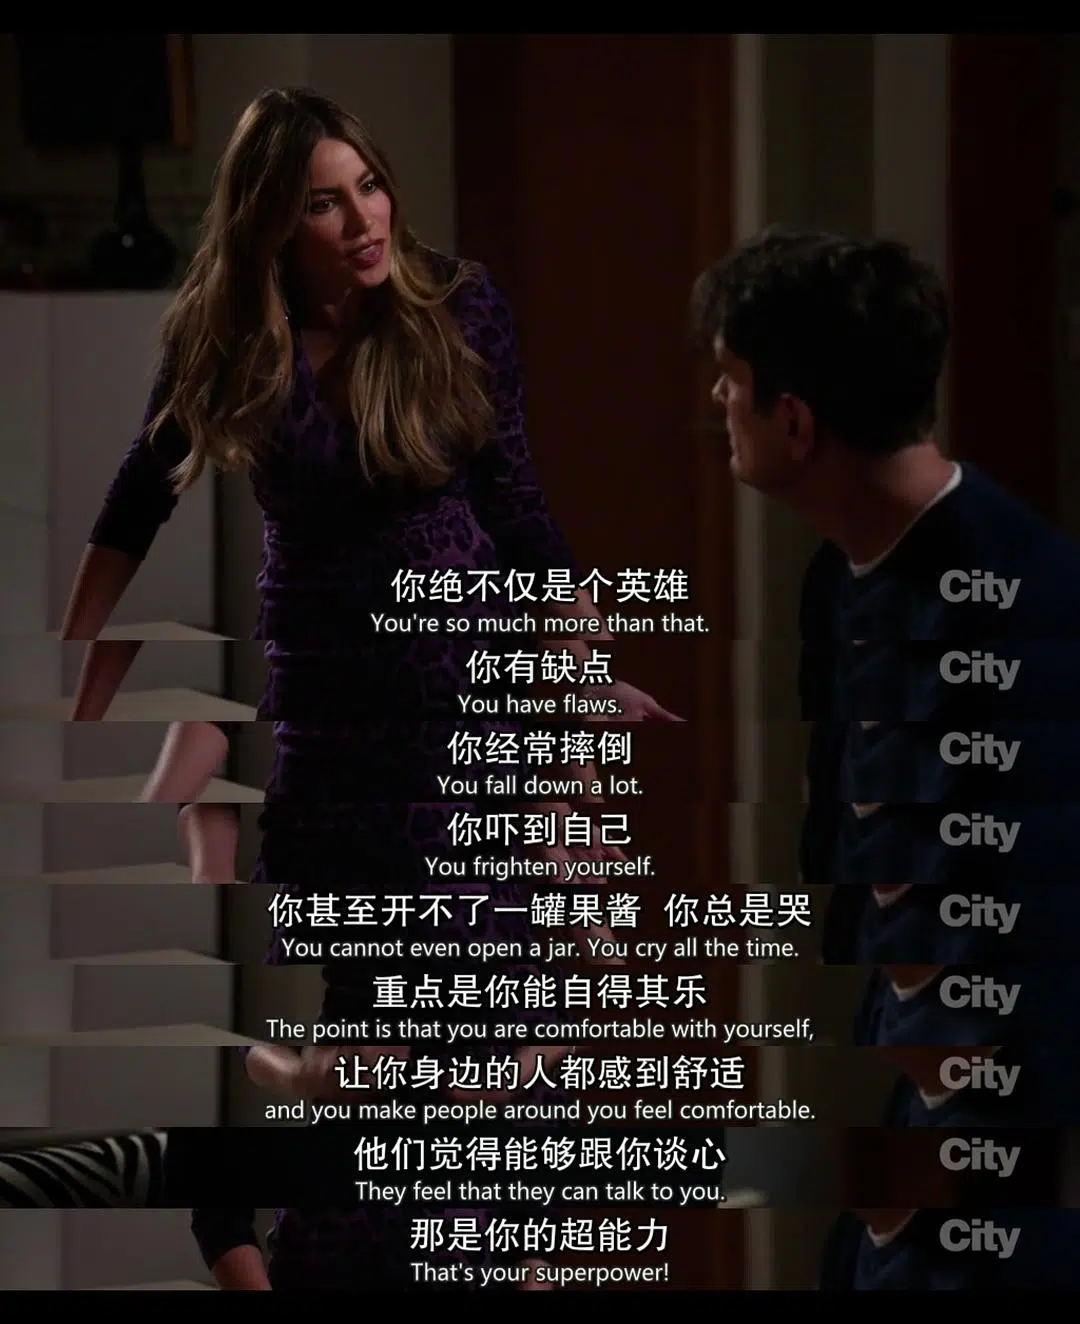 你绝不仅是个英雄
City
You're so much more than that.
你有缺点
City
You have flaws.
你经常摔倒
City
You fall down a lot.
你吓到自己
City
You frighten yourself.
你甚至开不了一罐果酱 你总是哭
City
You cannot even open a jar. You cry all the time.
重点是你能自得其乐
City
The point is that you are comfortable with yourself,
让你身边的人都感到舒适
City
and you make people around you feel comfortable.
他们觉得能够跟你谈心
City
They feel that they can talk to you.
那是你的超能力
City
That's your superpower!